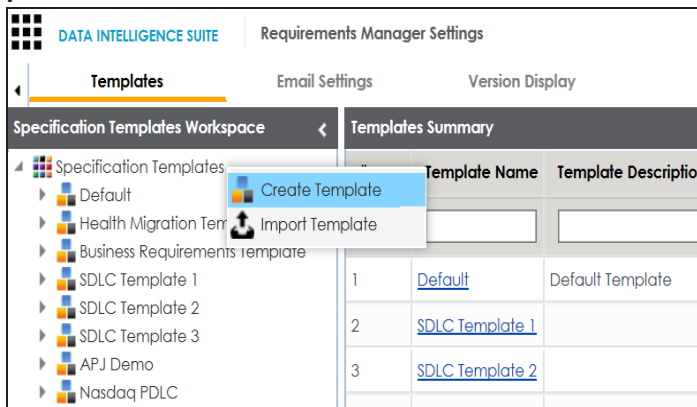 DATA INTELLIGENCE SUITE Requirements Manager Settings
Templates Email Settings Version Display
Specification Templates Workspace Templates Summary
Specification Templates
Create Template
Template Name Template Descriptio
Default
Health Migration Tem
Import Template
Business Requirements Template
SDLC Template 1
1 Default Default Template
SDLC Template 2
2 SDLC Template 1
SDLC Template 3
APJ Demo
3 SDLC Template 2
Nasdaq PDLC